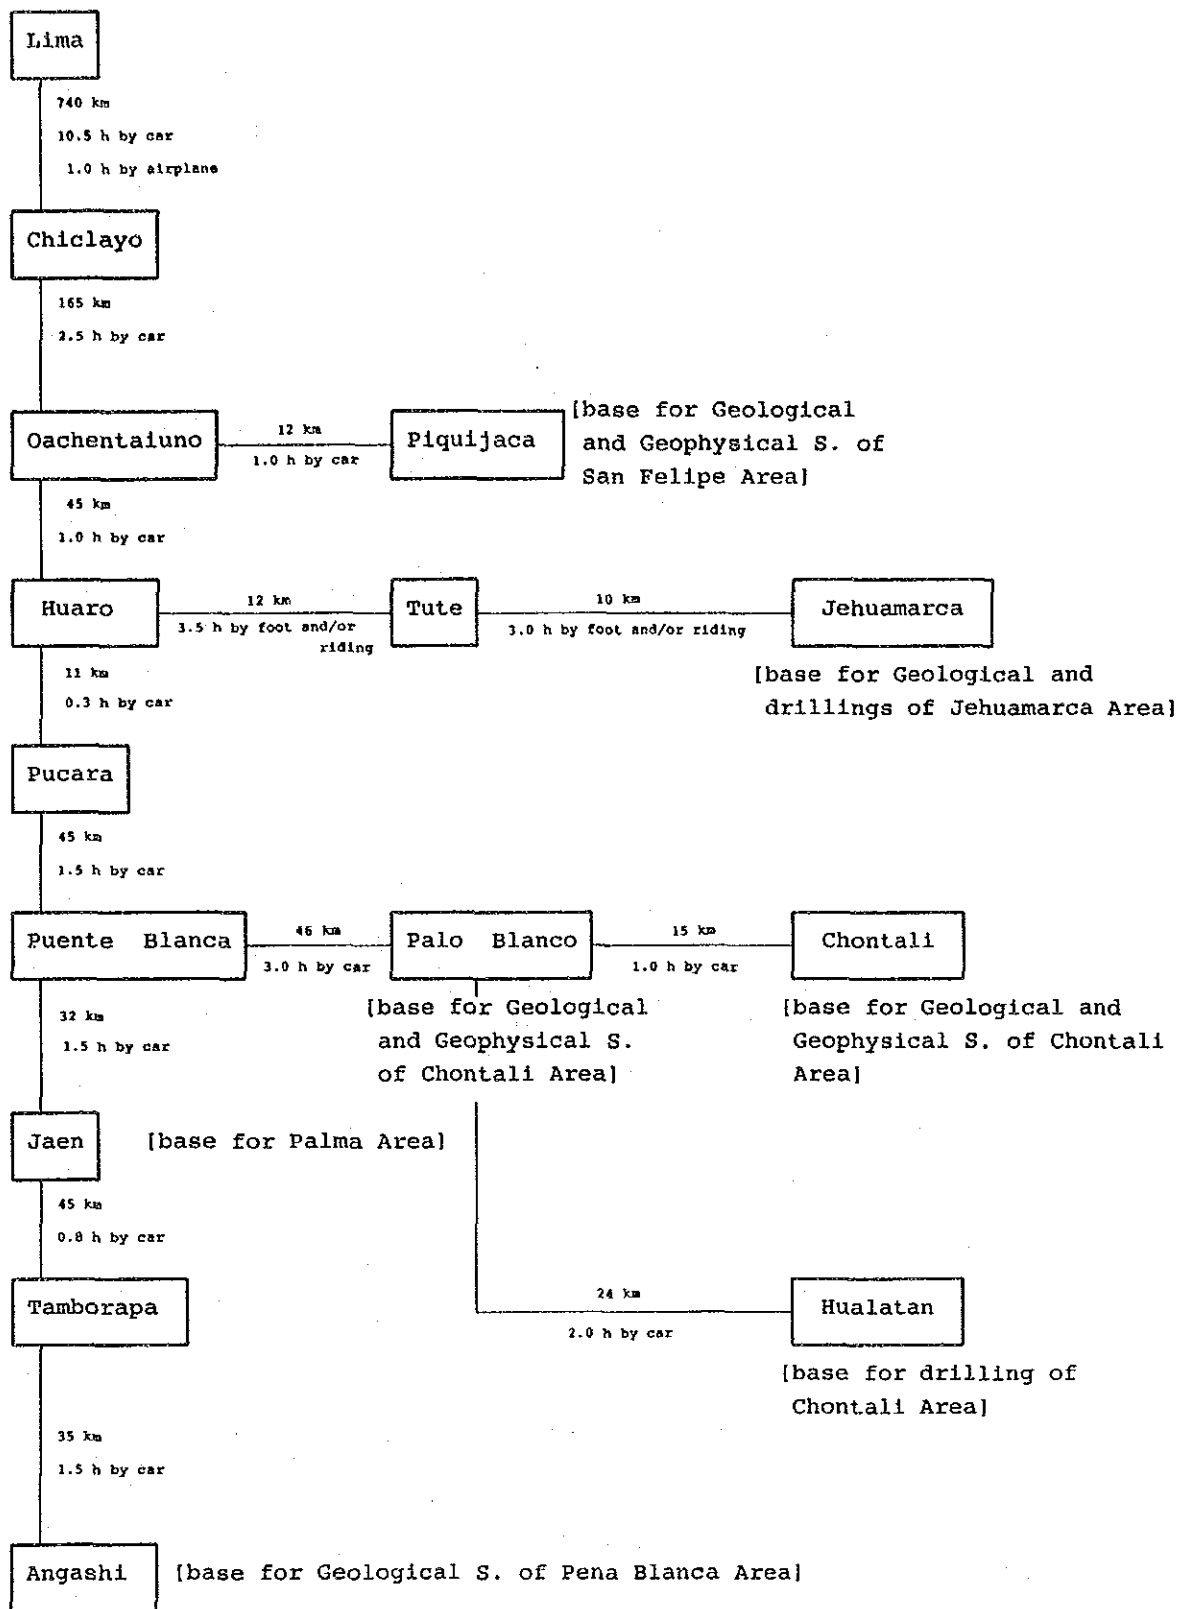 Lima
740 km
10.5 h by car
1.0 h by airplane
Chiclayo
165 km
2.5 h by car
Oachentaiuno
12 km
1.0 h by car
Piquijaca
[base for Geological
and Geophysical S. of
San Felipe Area]
45 km
1.0 h by car
Huaro
12 km
3.5 h by foot and/or
riding
Tute
10 km
3.0 h by foot and/or riding
Jehuamarca
[base for Geological and
drillings of Jehuamarca Area]
11 km
0.3 h by car
Pucara
45 km
1.5 h by car
Puente Blanca
46 km
3.0 h by car
Palo Blanco
15 km
1.0 h by car
Chontali
[base for Geological
and Geophysical S.
of Chontali Area]
[base for Geological and
Geophysical S. of Chontali
Area]
32 km
1.5 h by car
Jaen
[base for Palma Area]
45 km
0.8 h by car
Tamborapa
24 km
2.0 h by car
Hualatan
[base for drilling of
Chontali Area]
35 km
1.5 h by car
Angashi
[base for Geological S. of Pena Blanca Area]